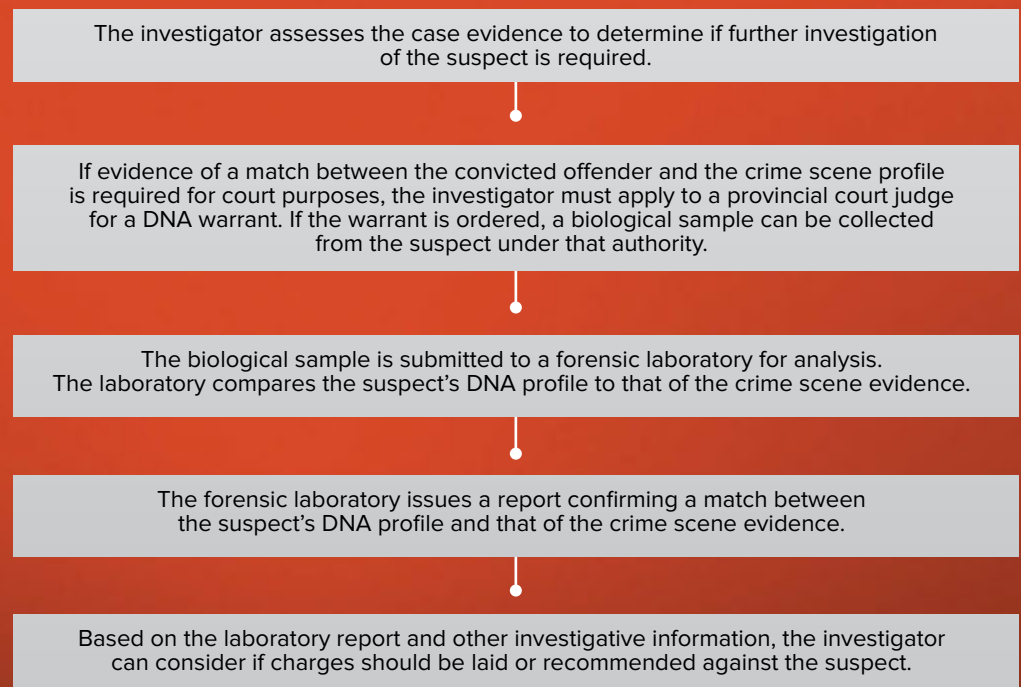 The investigator assesses the case evidence to determine if further investigation
of the suspect is required.
If evidence of a match between the convicted offender and the crime scene profile
is required for court purposes, the investigator must apply to a provincial court judge
for a DNA warrant. If the warrant is ordered, a biological sample can be collected
from the suspect under that authority.
The biological sample is submitted to a forensic laboratory for analysis.
The laboratory compares the suspect’s DNA profile to that of the crime scene evidence.
The forensic laboratory issues a report confirming a match between
the suspect’s DNA profile and that of the crime scene evidence.
Based on the laboratory report and other investigative information, the investigator
can consider if charges should be laid or recommended against the suspect.